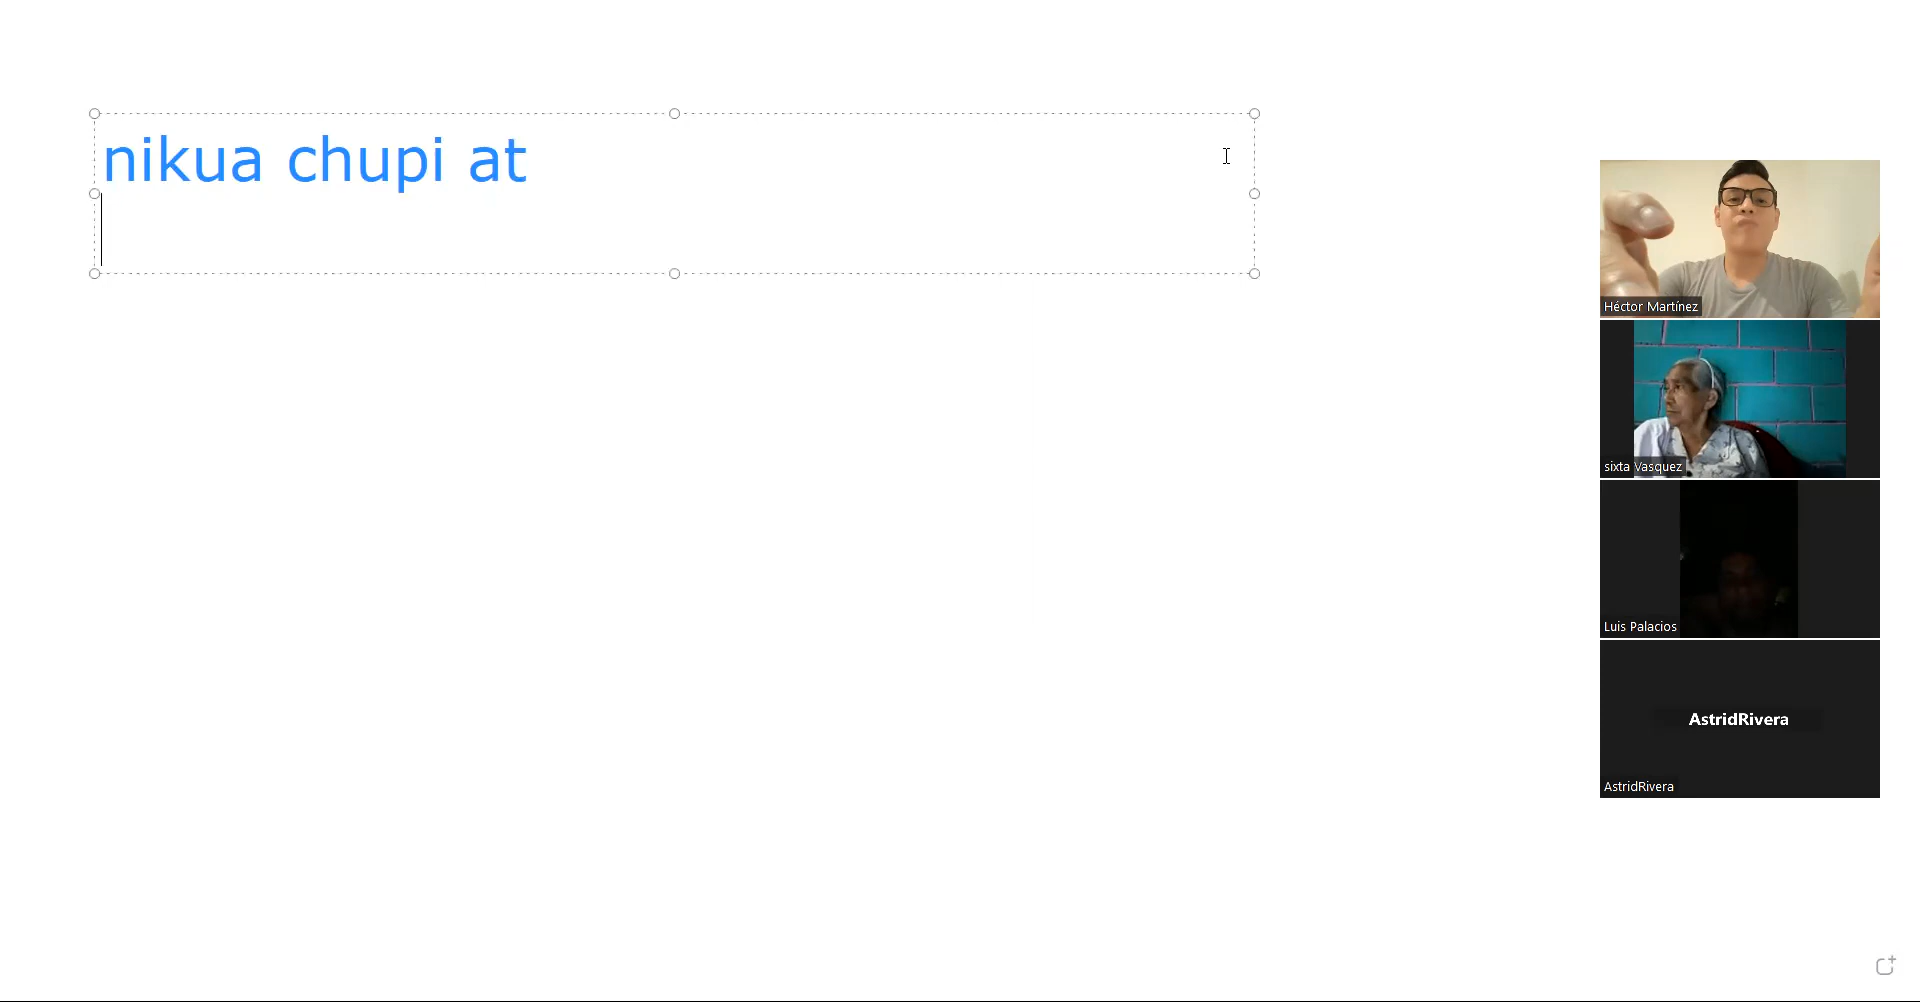 nikua chupi at
Héctor Martínez
sixta Vasquez
Luis Palacios
AstridRivera
AstridRivera